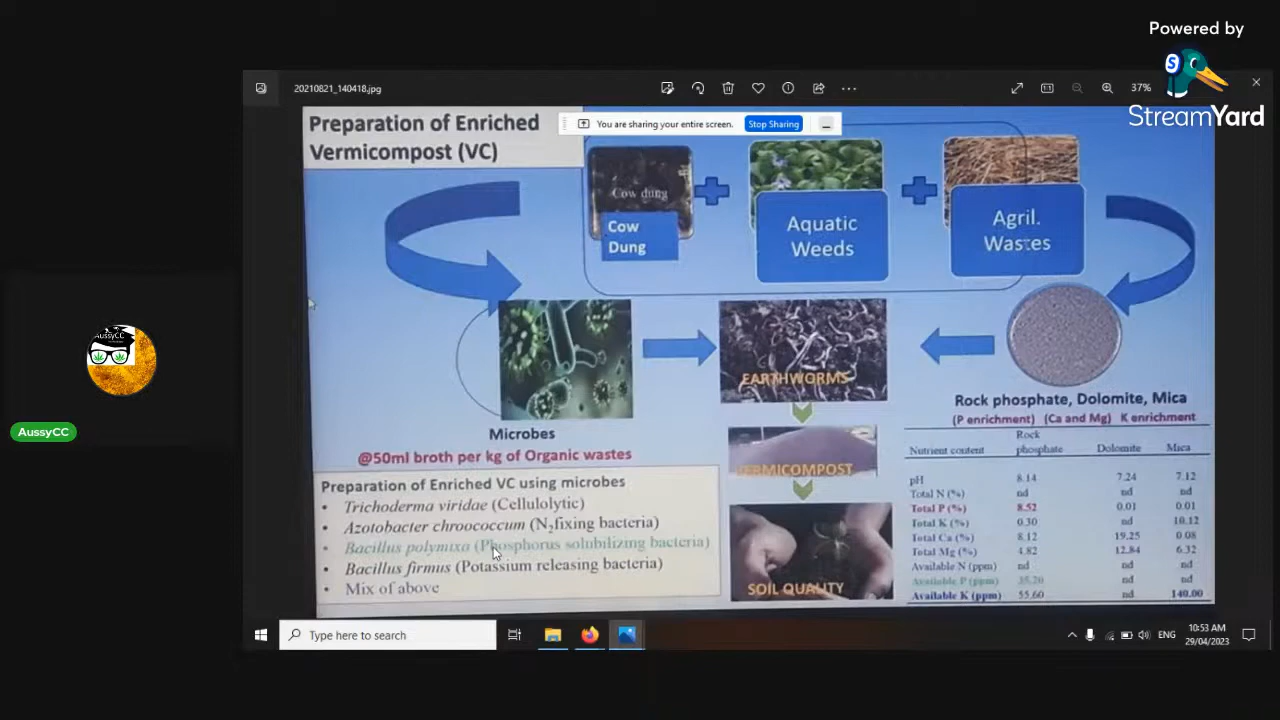 Powered by
StreamYard
20210821_140418.jpg
37%
Preparation of Enriched
Vermicompost (VC)
You are sharing your entire screen.
Stop Sharing
Cow dung
Cow
Dung
Aquatic
Weeds
Agril.
Wastes
EARTHWORMS
Microbes
@50ml broth per kg of Organic wastes
VERMICOMPOST
SOIL QUALITY
Preparation of Enriched VC using microbes
• Trichoderma viridae (Cellulolytic)
• Azotobacter chroococcum (N2fixing bacteria)
• Bacillus polymixa (Phosphorus solubilizing bacteria)
• Bacillus firmus (Potassium releasing bacteria)
• Mix of above
Rock phosphate, Dolomite, Mica
(P enrichment) (Ca and Mg) K enrichment
Nutrient content Rock phosphate Dolomite Mica
pH 8.14 7.24 7.12
Total N (%) nd nd nd
Total P (%) 8.52 0.01 0.01
Total K (%) 0.30 nd 10.12
Total Ca (%) 8.12 19.25 0.08
Total Mg (%) 4.82 12.84 6.32
Available N (ppm) nd nd nd
Available P (ppm) 35.20 nd nd
Available K (ppm) 55.60 nd 140.00
AussyCC
AussyCC
Type here to search
ENG
10:53 AM
29/04/2023